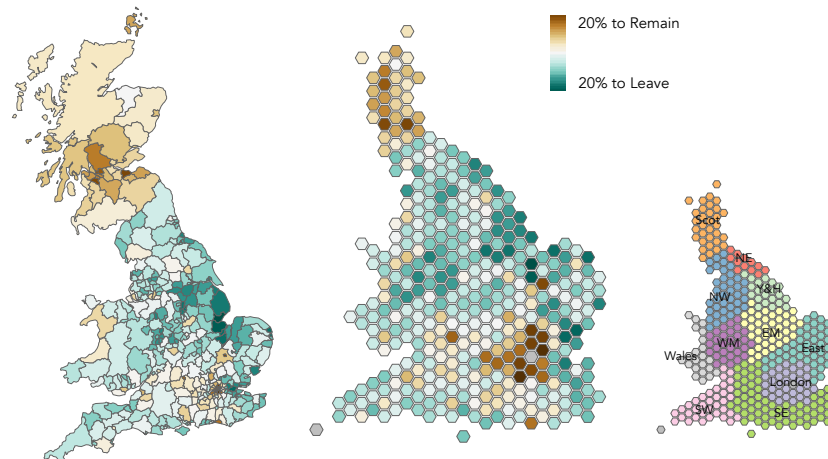 20% to Remain
20% to Leave
Scot
NE
Y&H
NW
EM
WM
East
Wales
London
SW
SE